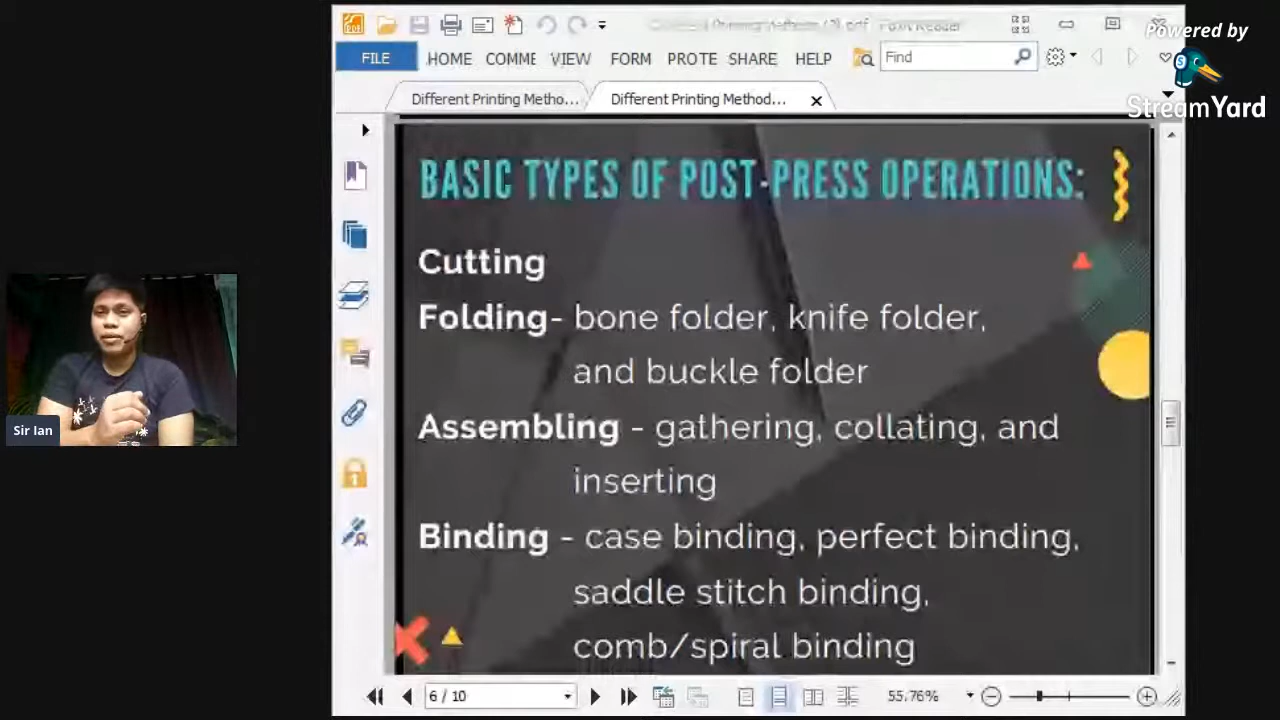 Powered by
StreamYard
FILE HOME COMME VIEW FORM PROTE SHARE HELP Find
Different Printing Metho... Different Printing Method...
BASIC TYPES OF POST-PRESS OPERATIONS:
Cutting
Folding- bone folder, knife folder,
and buckle folder
Assembling - gathering, collating, and
inserting
Binding - case binding, perfect binding,
saddle stitch binding,
comb/spiral binding
Sir Ian
6 / 10
55.76%